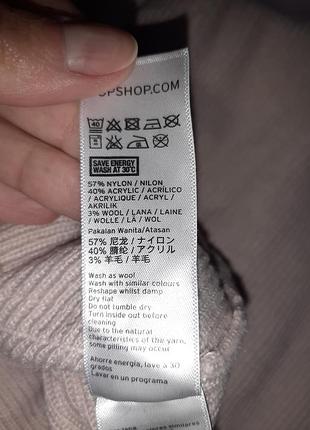 OPSHOP.COM
40
SAVE ENERGY
WASH AT 30°C
57% NYLON / NILON
40% ACRYLIC / ACRÍLICO
/ ACRYLIQUE / ACRYL /
AKRILIK
3% WOOL / LANA / LAINE
/ WOLLE / LÃ / WOL
Pakaian Wanita/Atasan
57% 尼龙 / ナイロン
40% 腈纶 / アクリル
3% 羊毛 / 羊毛
Wash as wool
Wash with similar colours
Reshape whilst damp
Dry flat
Do not tumble dry
Turn inside out before
cleaning
Due to the natural
characteristics of the yarn,
some pilling may occur
Ahorre energía, lave a 30
grados
Lavar en un programa
colores similares